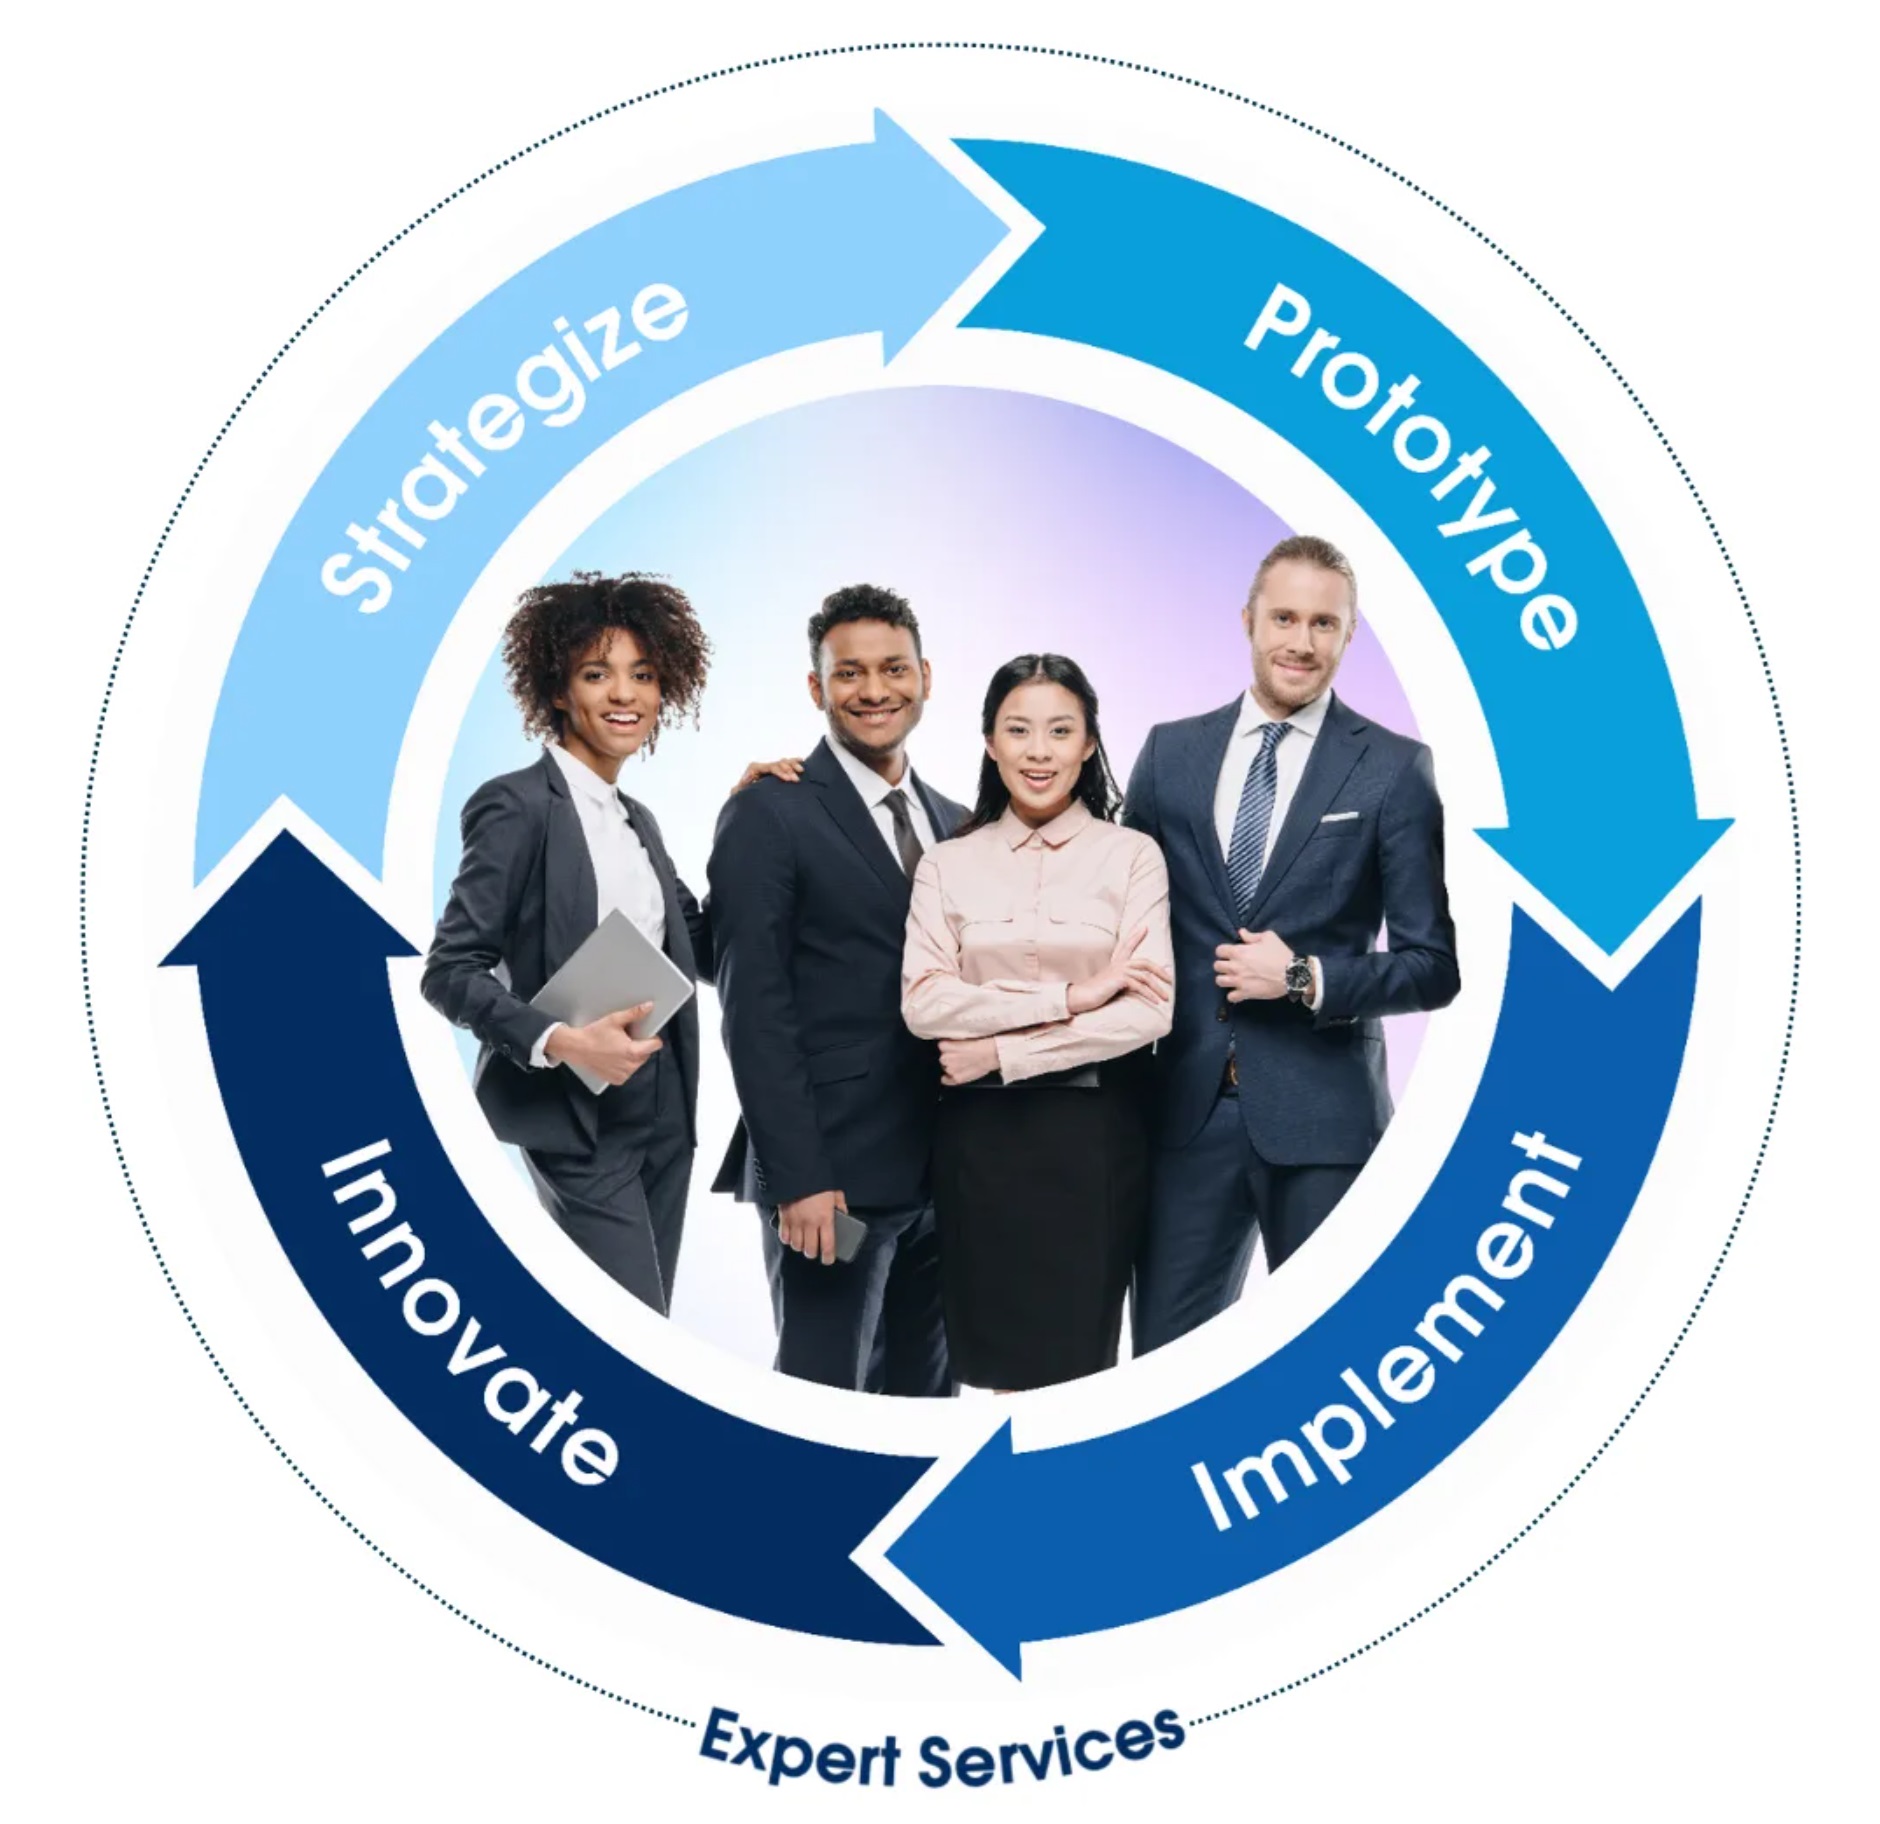 Strategize
Prototype
Implement
Innovate
Expert Services